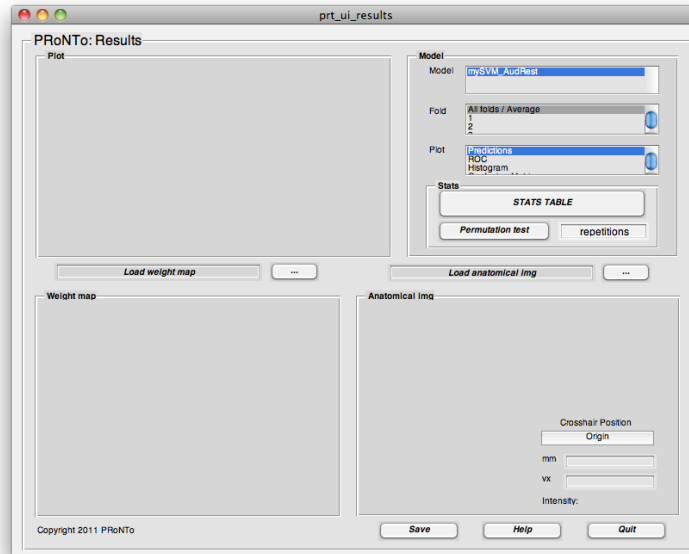 prt_ui_results
PRoNTo: Results
Plot
Model
Model
mySVM_AudRest
Fold
All folds / Average
1
2
Plot
Predictions
ROC
Histogram
Stats
STATS TABLE
Permutation test
repetitions
Load weight map
...
Load anatomical img
...
Weight map
Anatomical img
Crosshair Position
Origin
mm
vx
Intensity:
Copyright 2011 PRoNTo
Save
Help
Quit